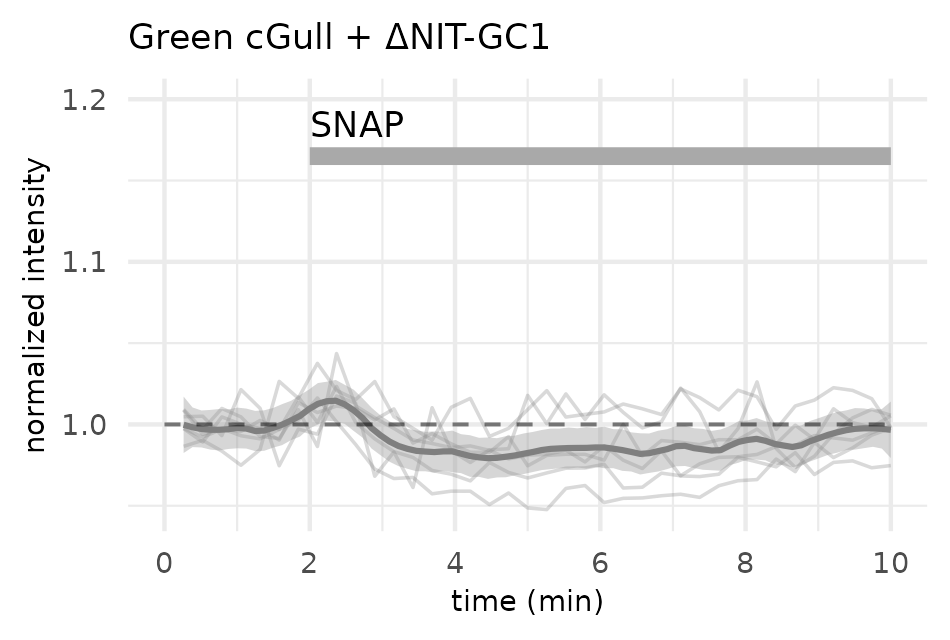 Green cGull + ΔNIT-GC1
1.2
SNAP
1.1
1.0
normalized intensity
0 2 4 6 8 10
time (min)